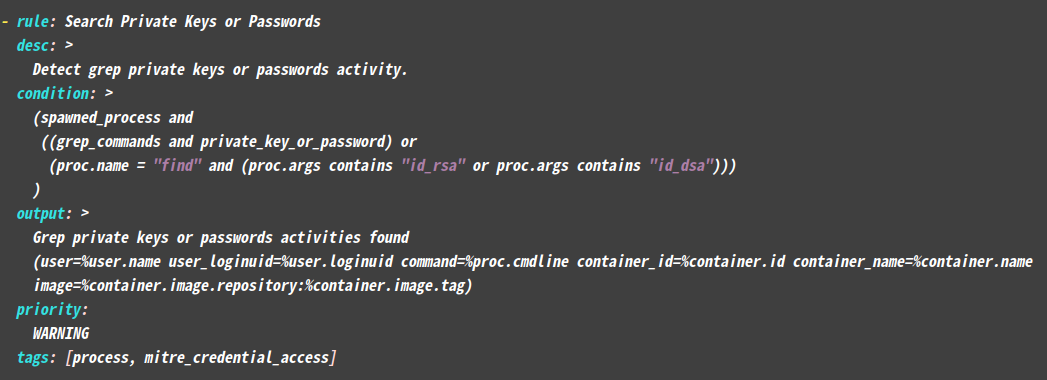 - rule: Search Private Keys or Passwords
desc: >
Detect grep private keys or passwords activity.
condition: >
(spawned_process and
((grep_commands and private_key_or_password) or
(proc.name = "find" and (proc.args contains "id_rsa" or proc.args contains "id_dsa")))
)
output: >
Grep private keys or passwords activities found
(user=%user.name user_loginuid=%user.loginuid command=%proc.cmdline container_id=%container.id container_name=%container.name
image=%container.image.repository:%container.image.tag)
priority:
WARNING
tags: [process, mitre_credential_access]